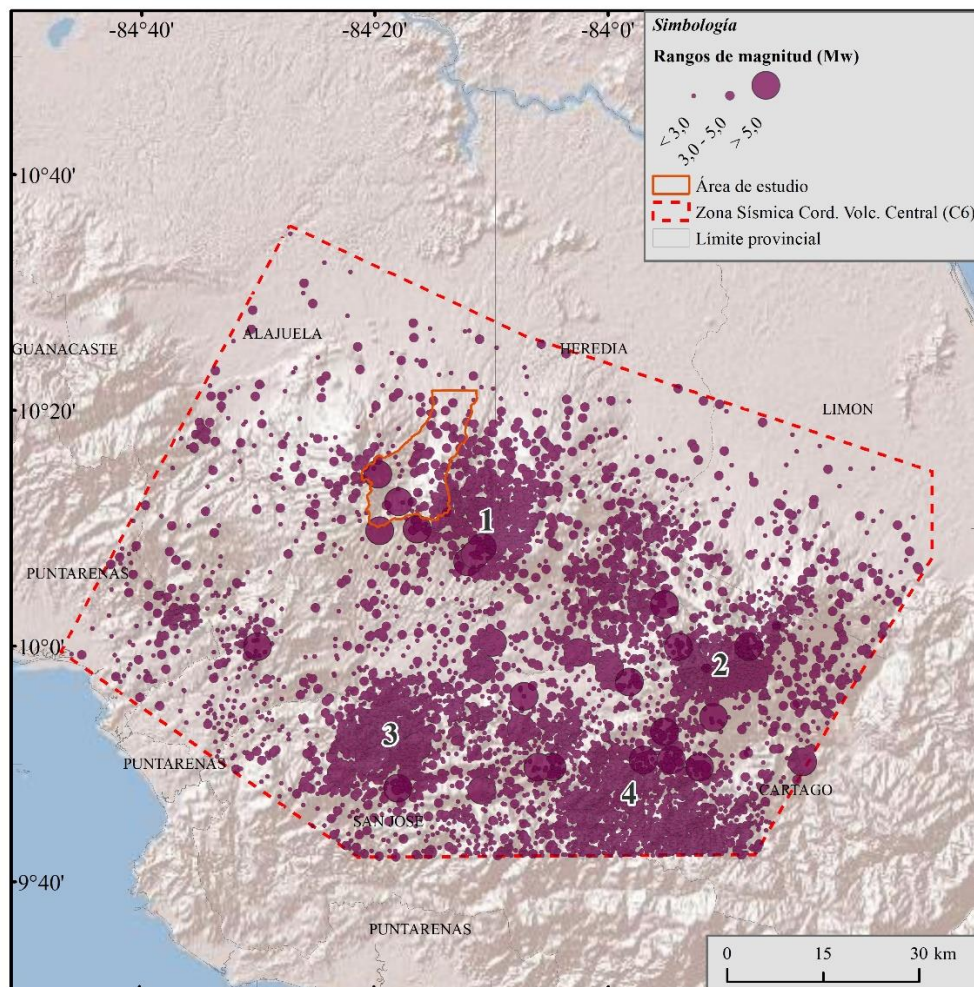 -84°40'
-84°20'
-84°0'
Simbología
Rangos de magnitud (Mw)
< 3,0
3,0 - 5,0
> 5,0
Área de estudio
Zona Sísmica Cord. Volc. Central (C6)
Límite provincial
10°40'
ALAJUELA
GUANACASTE
HEREDIA
10°20'
LIMON
1
PUNTARENAS
10°0'
2
3
PUNTARENAS
4
CARTAGO
SAN JOSE
9°40'
PUNTARENAS
0 15 30 km